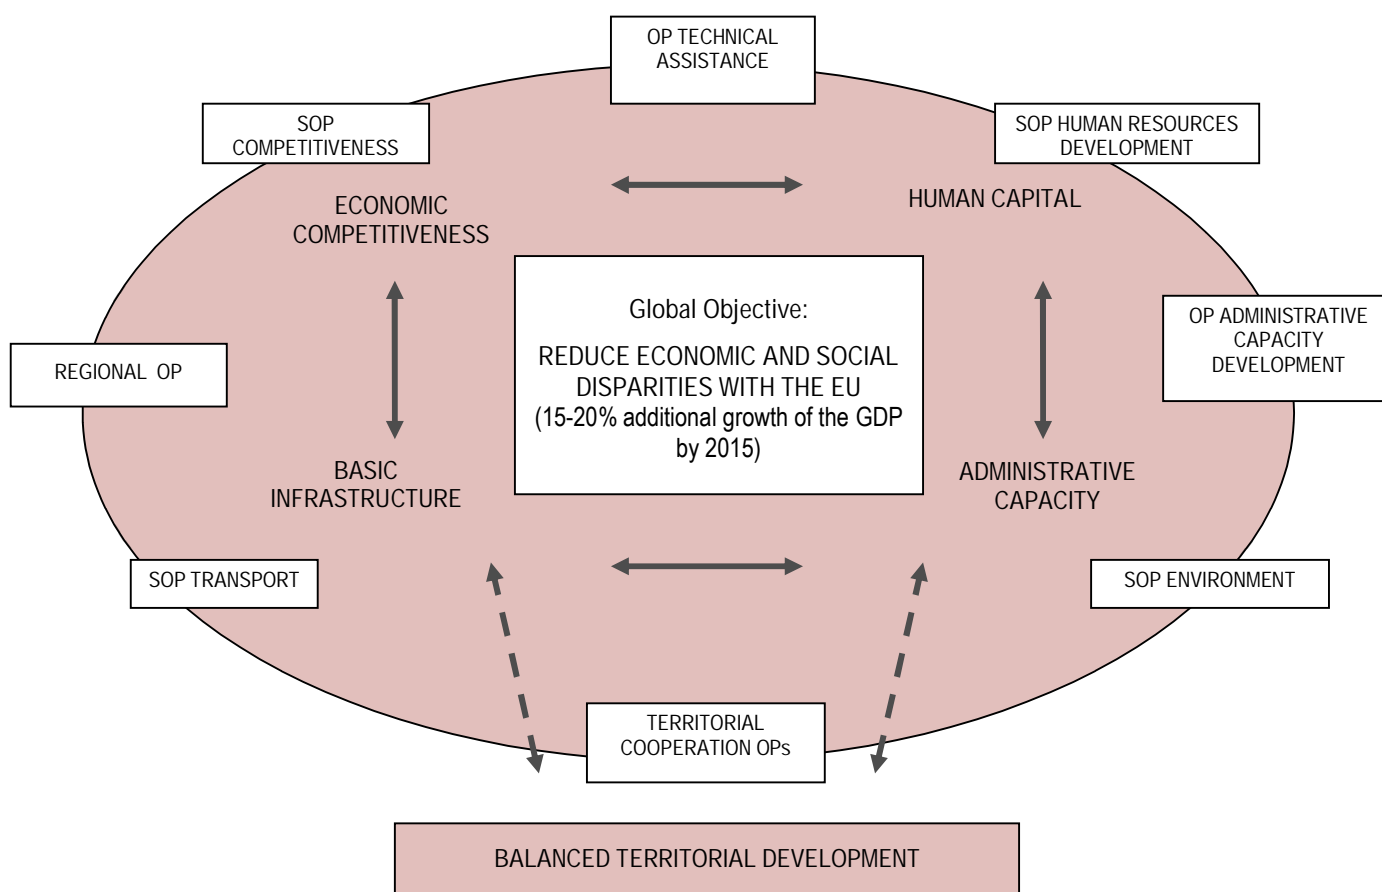 OP TECHNICAL
ASSISTANCE
SOP
COMPETITIVENESS
SOP HUMAN RESOURCES
DEVELOPMENT
ECONOMIC
COMPETITIVENESS
HUMAN CAPITAL
Global Objective:
REDUCE ECONOMIC AND SOCIAL
DISPARITIES WITH THE EU
(15-20% additional growth of the GDP
by 2015)
OP ADMINISTRATIVE
CAPACITY
DEVELOPMENT
REGIONAL OP
BASIC
INFRASTRUCTURE
ADMINISTRATIVE
CAPACITY
SOP TRANSPORT
SOP ENVIRONMENT
TERRITORIAL
COOPERATION OPs
BALANCED TERRITORIAL DEVELOPMENT